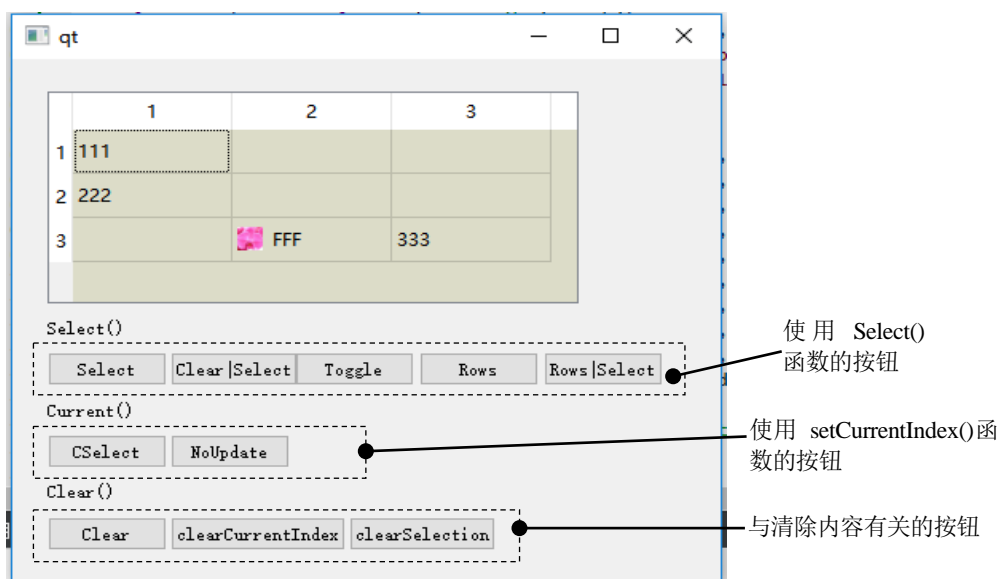 qt
1 2 3
1 111
2 222
3 FFF 333
Select()
Select Clear|Select Toggle Rows Rows|Select
使用 Select()
函数的按钮
Current()
CSelect NoUpdate
使用 setCurrentIndex()函
数的按钮
Clear()
Clear clearCurrentIndex clearSelection
与清除内容有关的按钮